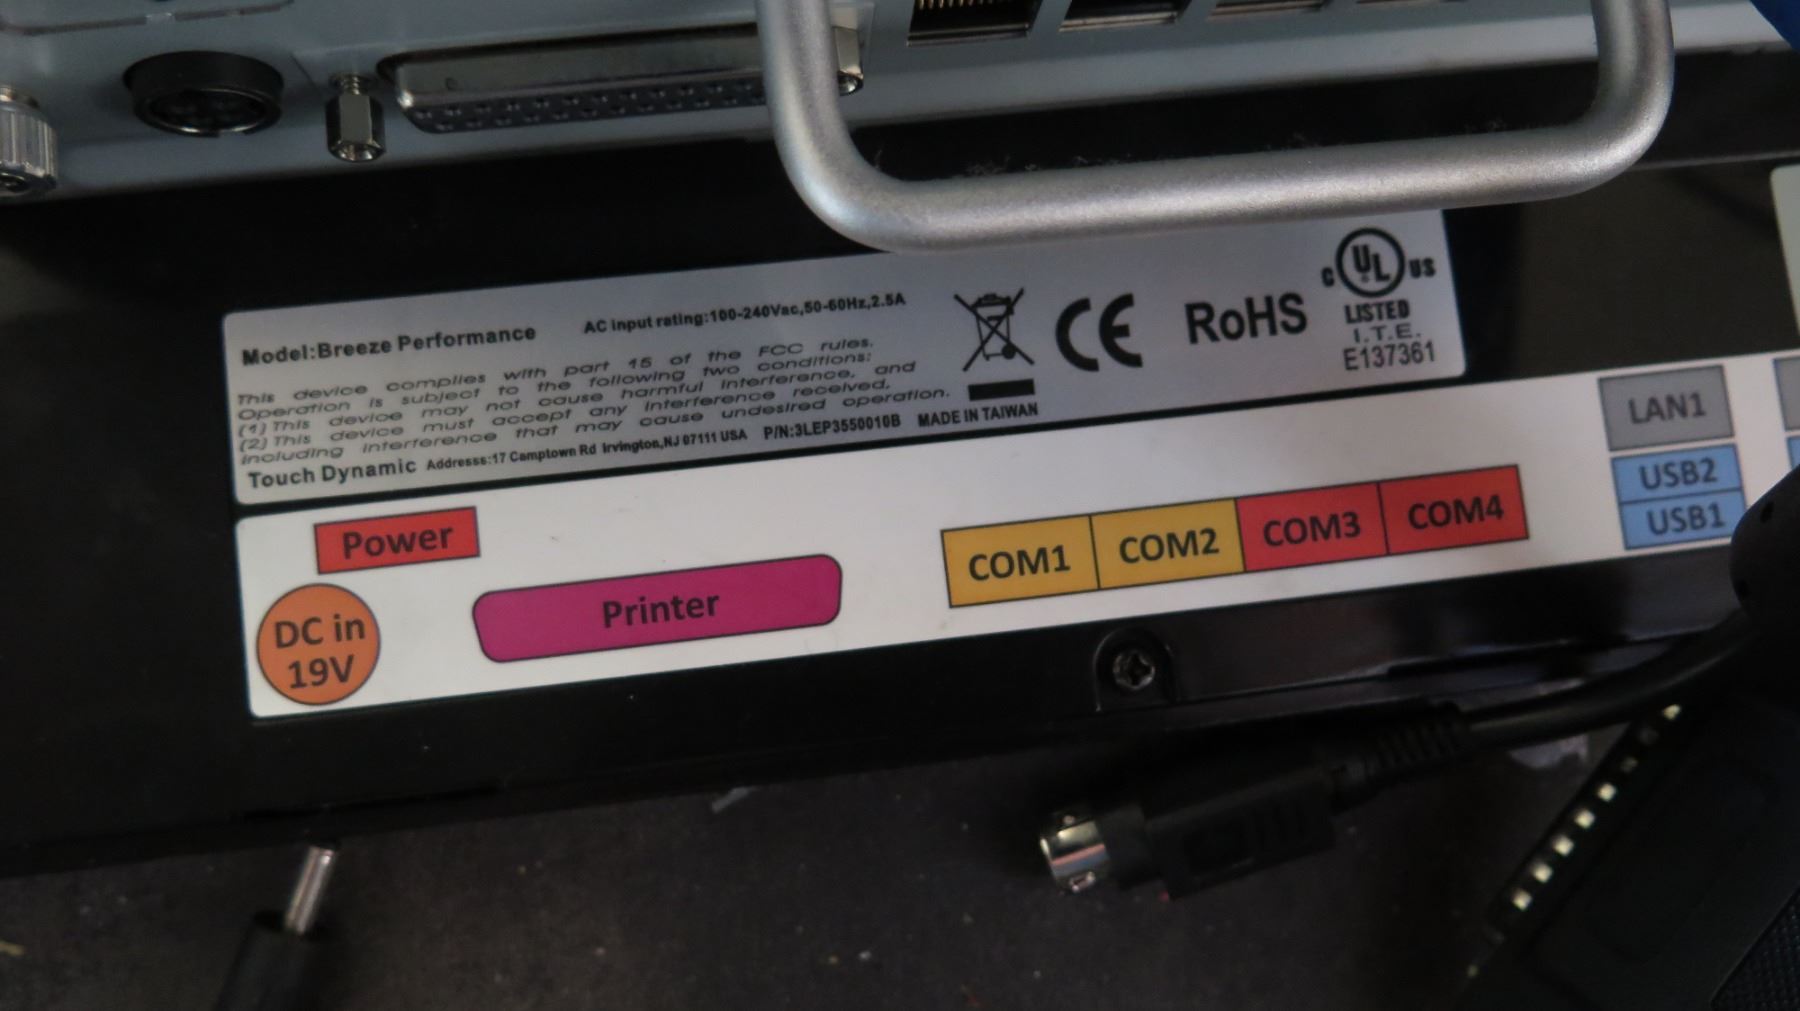 Model:Breeze Performance AC input rating:100-240Vac,50-60Hz,2.5A
This device complies with part 15 of the FCC rules.
Operation is subject to the following two conditions:
(1) This device may not cause harmful interference, and
(2) This device must accept any interference received,
including interference that may cause undesired operation.
Touch Dynamic Addresss:17 Camptown Rd Irvington,NJ 07111 USA P/N:3LEP3550010B MADE IN TAIWAN
CE
RoHS
c UL US
LISTED
I.T.E.
E137361
Power
DC in
19V
Printer
COM1 COM2 COM3 COM4
LAN1
USB2
USB1